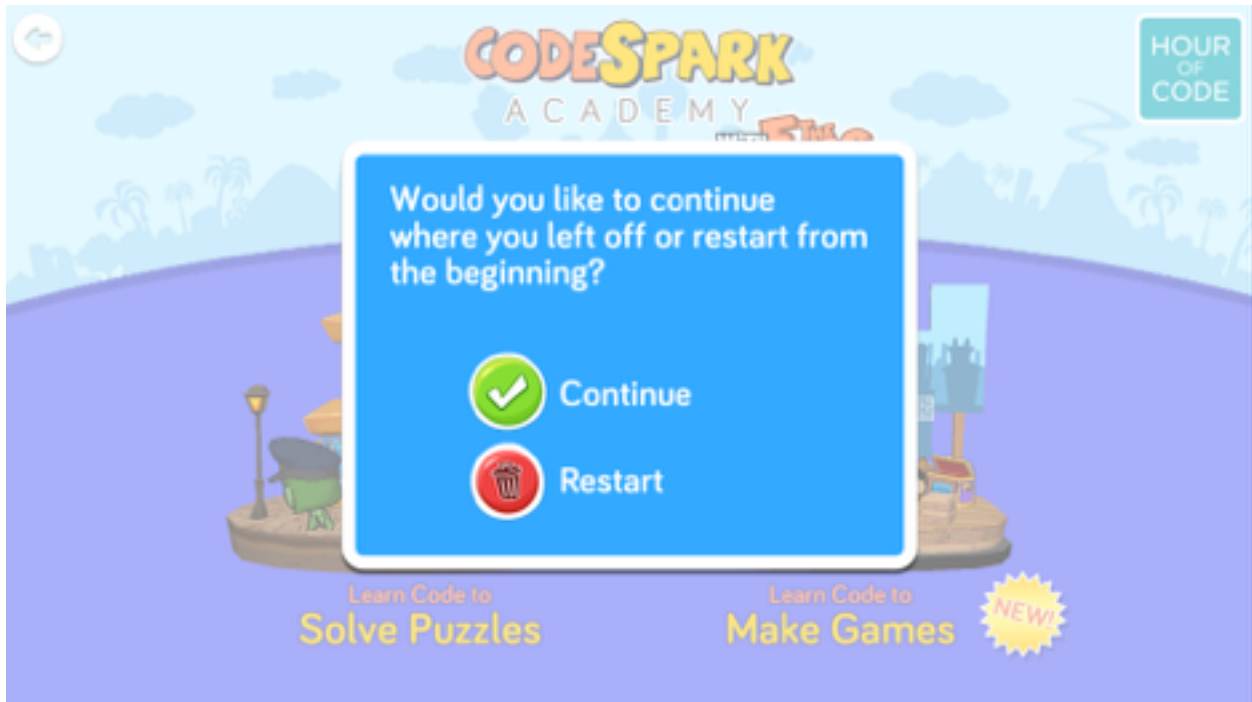 CODESPARK
ACADEMY
HOUR
OF
CODE
Would you like to continue
where you left off or restart from
the beginning?
Continue
Restart
Learn Code to
Solve Puzzles
Learn Code to
Make Games
NEW!